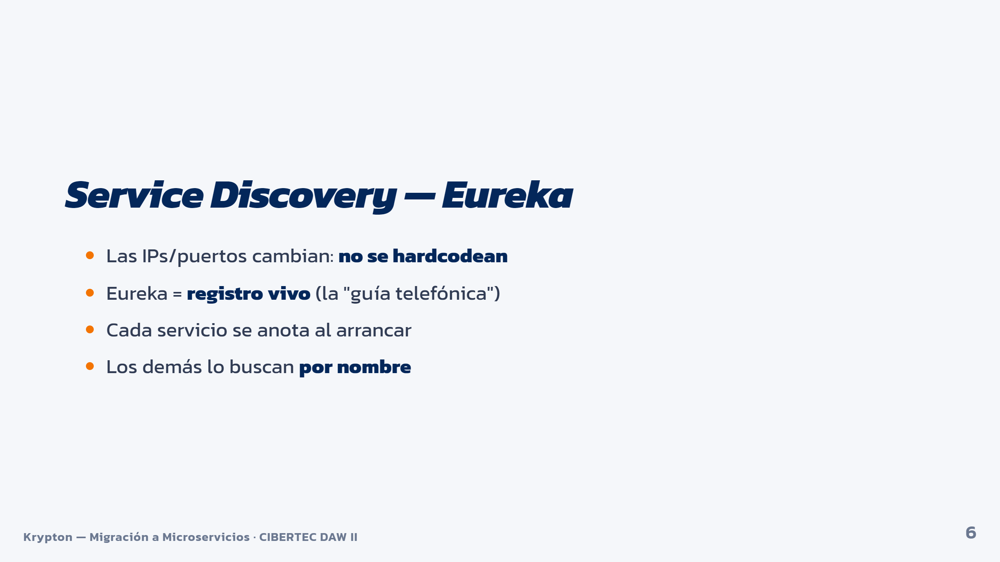 Service Discovery — Eureka
Las IPs/puertos cambian: no se hardcodean
Eureka = registro vivo (la "guía telefónica")
Cada servicio se anota al arrancar
Los demás lo buscan por nombre
Krypton — Migración a Microservicios · CIBERTEC DAW II
6